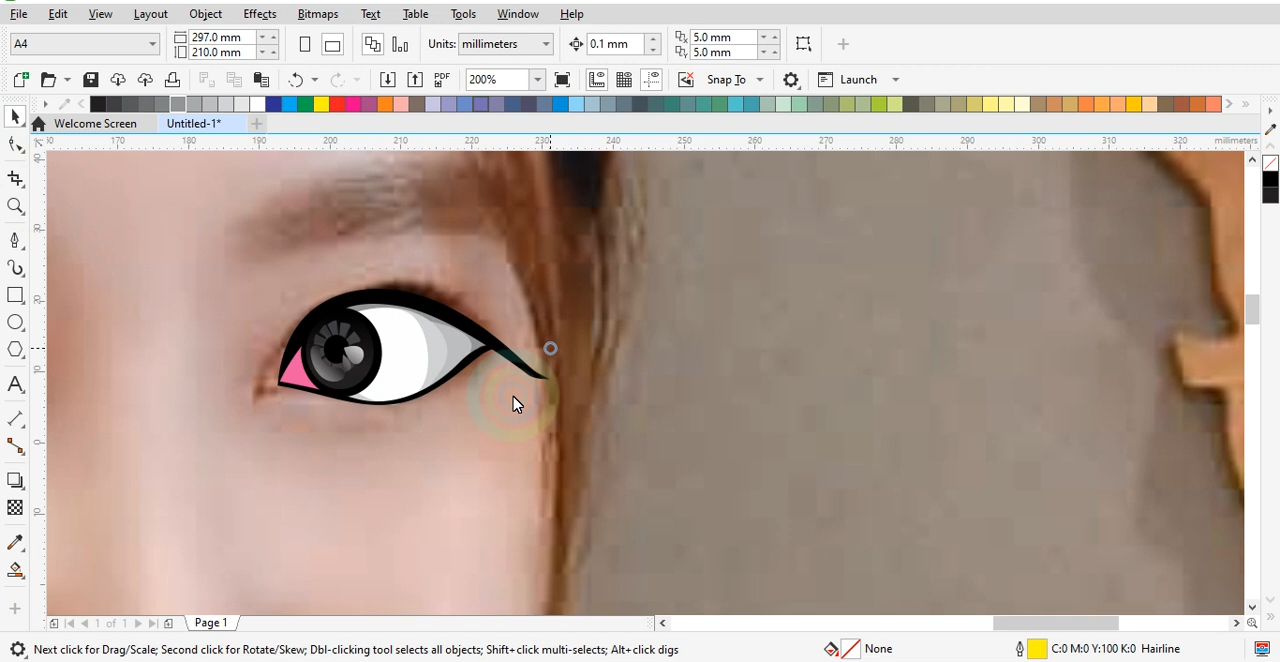 File Edit View Layout Object Effects Bitmaps Text Table Tools Window Help
A4 297.0 mm 210.0 mm Units: millimeters 0.1 mm 5.0 mm 5.0 mm
PDF 200% Snap To Launch
Welcome Screen Untitled-1*
170 180 190 200 210 220 230 240 250 260 270 280 290 300 310 320 millimeters
1 of 1 Page 1
Next click for Drag/Scale; Second click for Rotate/Skew; Dbl-clicking tool selects all objects; Shift+click multi-selects; Alt+click digs None C:0 M:0 Y:100 K:0 Hairline